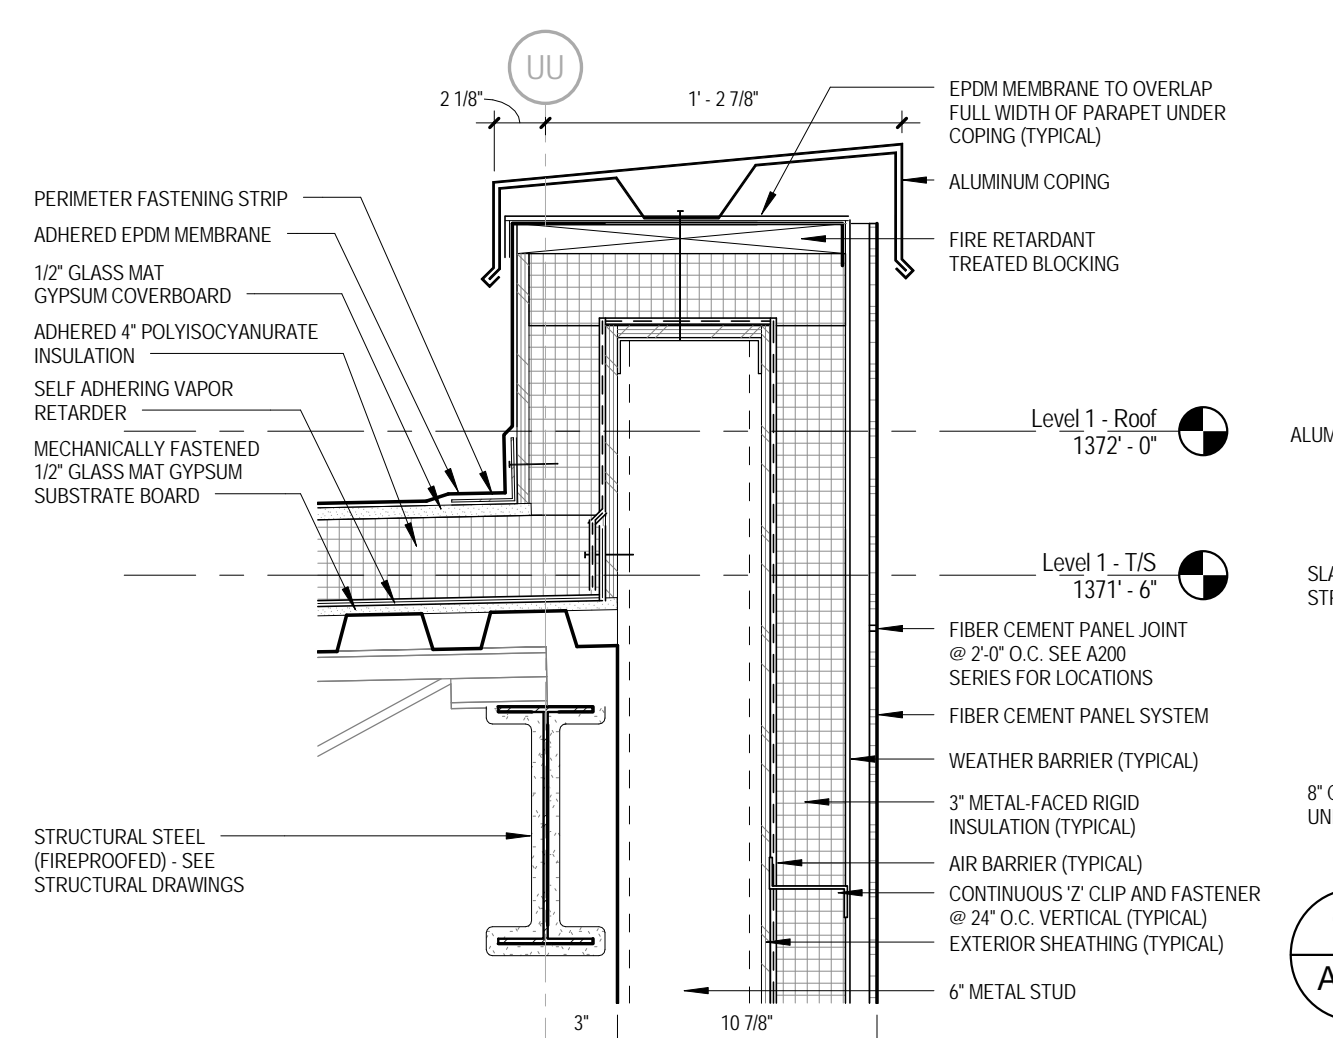 UU
2 1/8"
1' - 2 7/8"
PERIMETER FASTENING STRIP
ADHERED EPDM MEMBRANE
1/2" GLASS MAT
GYPSUM COVERBOARD
ADHERED 4" POLYISOCYANURATE
INSULATION
SELF ADHERING VAPOR
RETARDER
MECHANICALLY FASTENED
1/2" GLASS MAT GYPSUM
SUBSTRATE BOARD
STRUCTURAL STEEL
(FIREPROOFED) - SEE
STRUCTURAL DRAWINGS
EPDM MEMBRANE TO OVERLAP
FULL WIDTH OF PARAPET UNDER
COPING (TYPICAL)
ALUMINUM COPING
FIRE RETARDANT
TREATED BLOCKING
Level 1 - Roof
1372' - 0"
Level 1 - T/S
1371' - 6"
FIBER CEMENT PANEL JOINT
@ 2'-0" O.C. SEE A200
SERIES FOR LOCATIONS
FIBER CEMENT PANEL SYSTEM
WEATHER BARRIER (TYPICAL)
3" METAL-FACED RIGID
INSULATION (TYPICAL)
AIR BARRIER (TYPICAL)
CONTINUOUS 'Z' CLIP AND FASTENER
@ 24" O.C. VERTICAL (TYPICAL)
EXTERIOR SHEATHING (TYPICAL)
6" METAL STUD
3"
10 7/8"
ALUM
SLA
STR
8"
UN
A